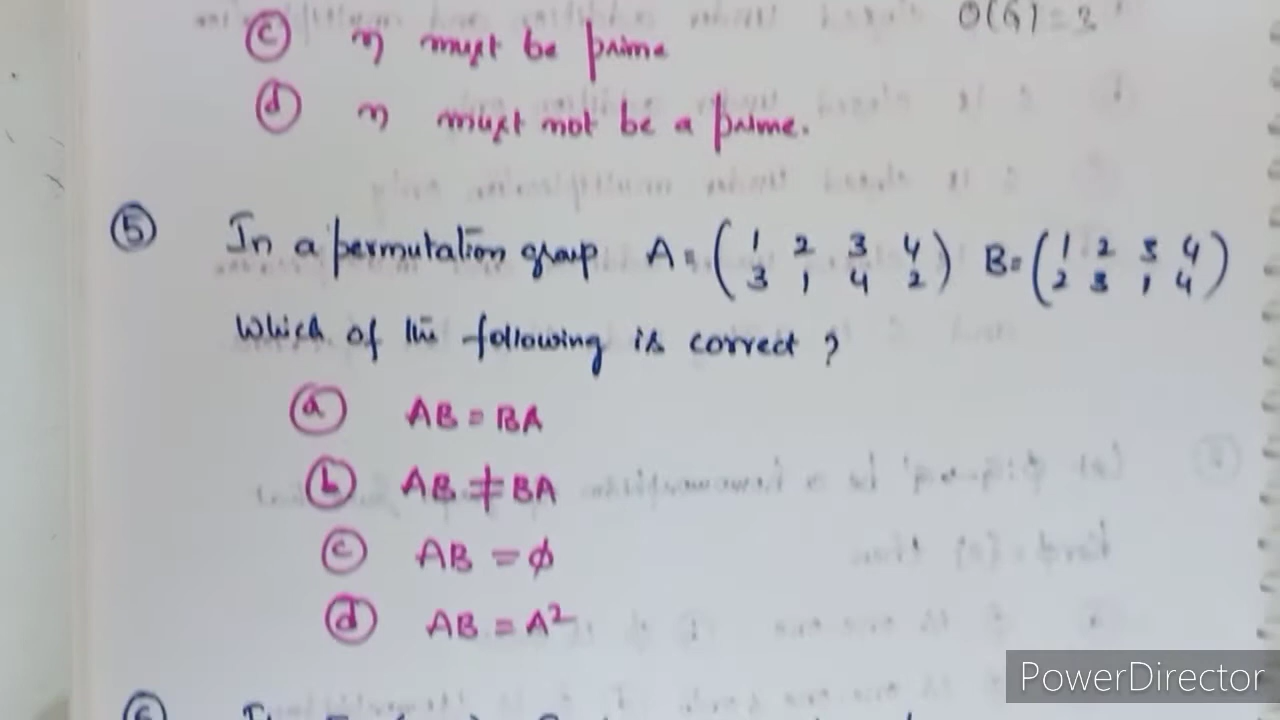 O(G) = 3
(c) n must be prime
(d) n must not be a prime.
(5) In a permutation group A = ( 1 2 3 4 ) B = ( 1 2 3 4 )
3 1 4 2 2 3 1 4
Which of the following is correct ?
(a) AB = BA
(b) AB ≠ BA
(c) AB = ϕ
(d) AB = A²
(6)
PowerDirector